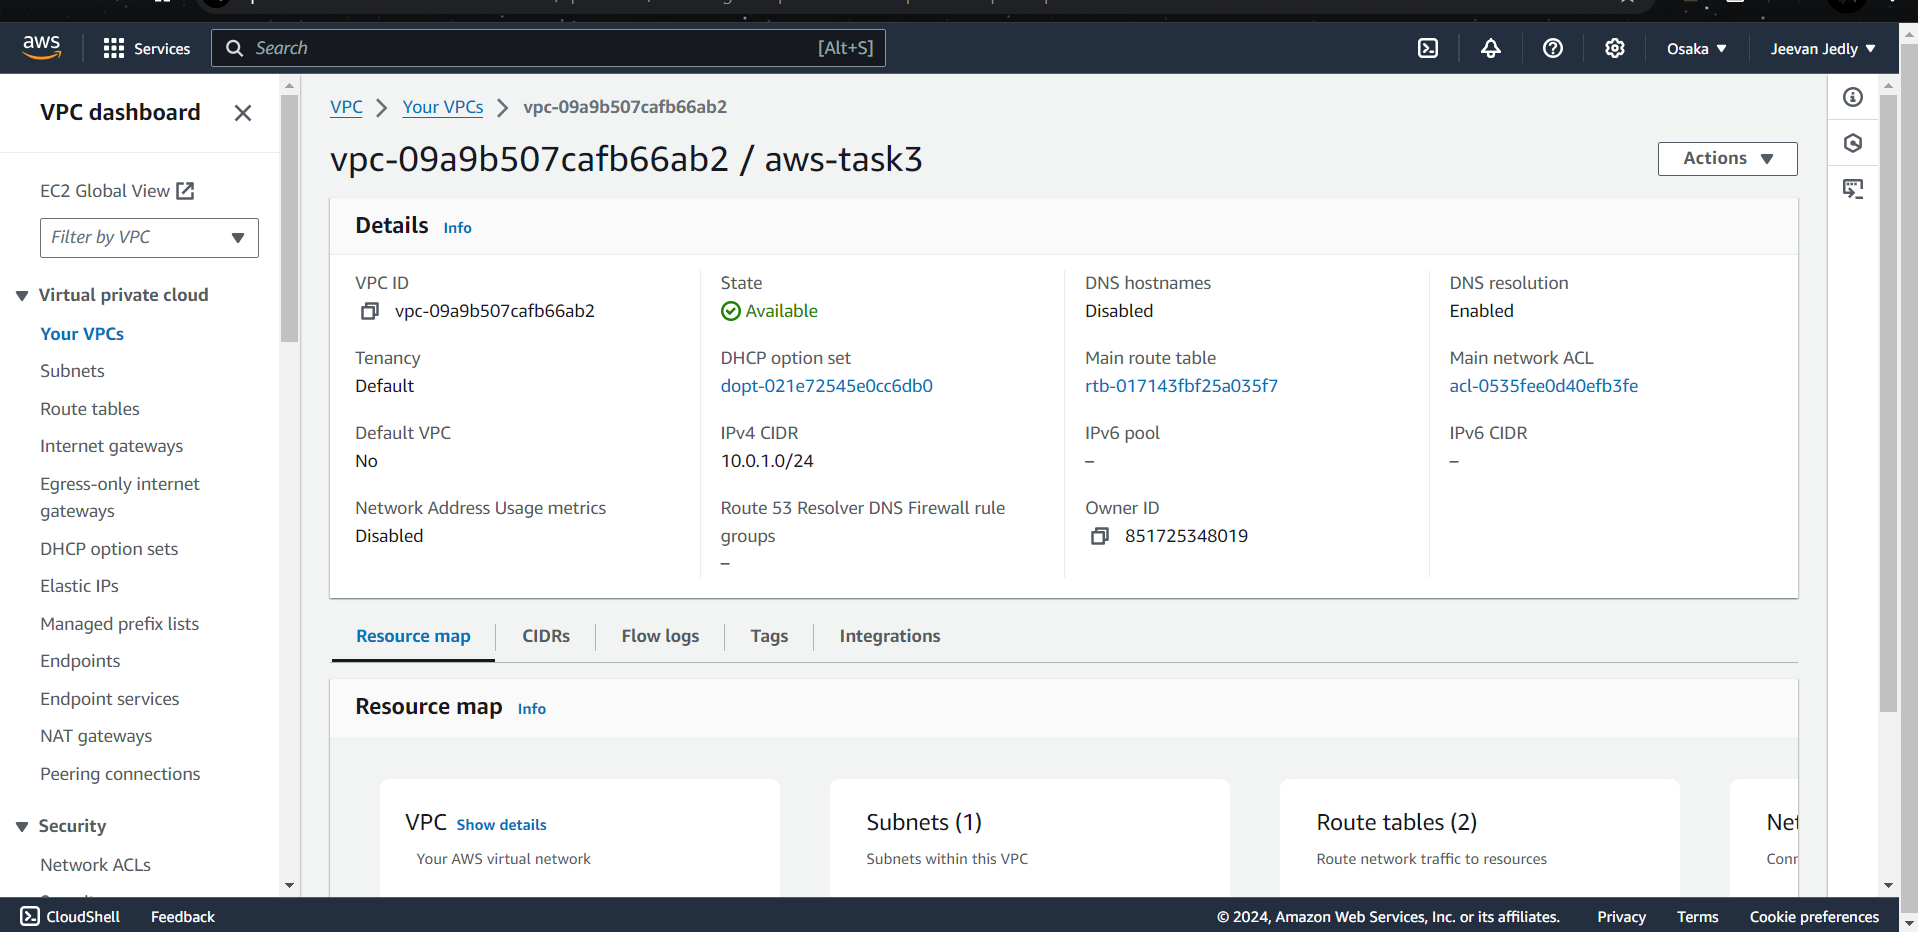 aws
Services
Search
[Alt+S]
Osaka
Jeevan Jedly
VPC dashboard
EC2 Global View
Filter by VPC
Virtual private cloud
Your VPCs
Subnets
Route tables
Internet gateways
Egress-only internet
gateways
DHCP option sets
Elastic IPs
Managed prefix lists
Endpoints
Endpoint services
NAT gateways
Peering connections
Security
Network ACLs
VPC
Your VPCs
vpc-09a9b507cafb66ab2
vpc-09a9b507cafb66ab2 / aws-task3
Actions
Details Info
VPC ID
vpc-09a9b507cafb66ab2
State
Available
DNS hostnames
Disabled
DNS resolution
Enabled
Tenancy
Default
DHCP option set
dopt-021e72545e0cc6db0
Main route table
rtb-017143fbf25a035f7
Main network ACL
acl-0535fee0d40efb3fe
Default VPC
No
IPv4 CIDR
10.0.1.0/24
IPv6 pool
–
IPv6 CIDR
–
Network Address Usage metrics
Disabled
Route 53 Resolver DNS Firewall rule
groups
–
Owner ID
851725348019
Resource map
CIDRs
Flow logs
Tags
Integrations
Resource map Info
VPC Show details
Your AWS virtual network
Subnets (1)
Subnets within this VPC
Route tables (2)
Route network traffic to resources
CloudShell
Feedback
© 2024, Amazon Web Services, Inc. or its affiliates.
Privacy
Terms
Cookie preferences